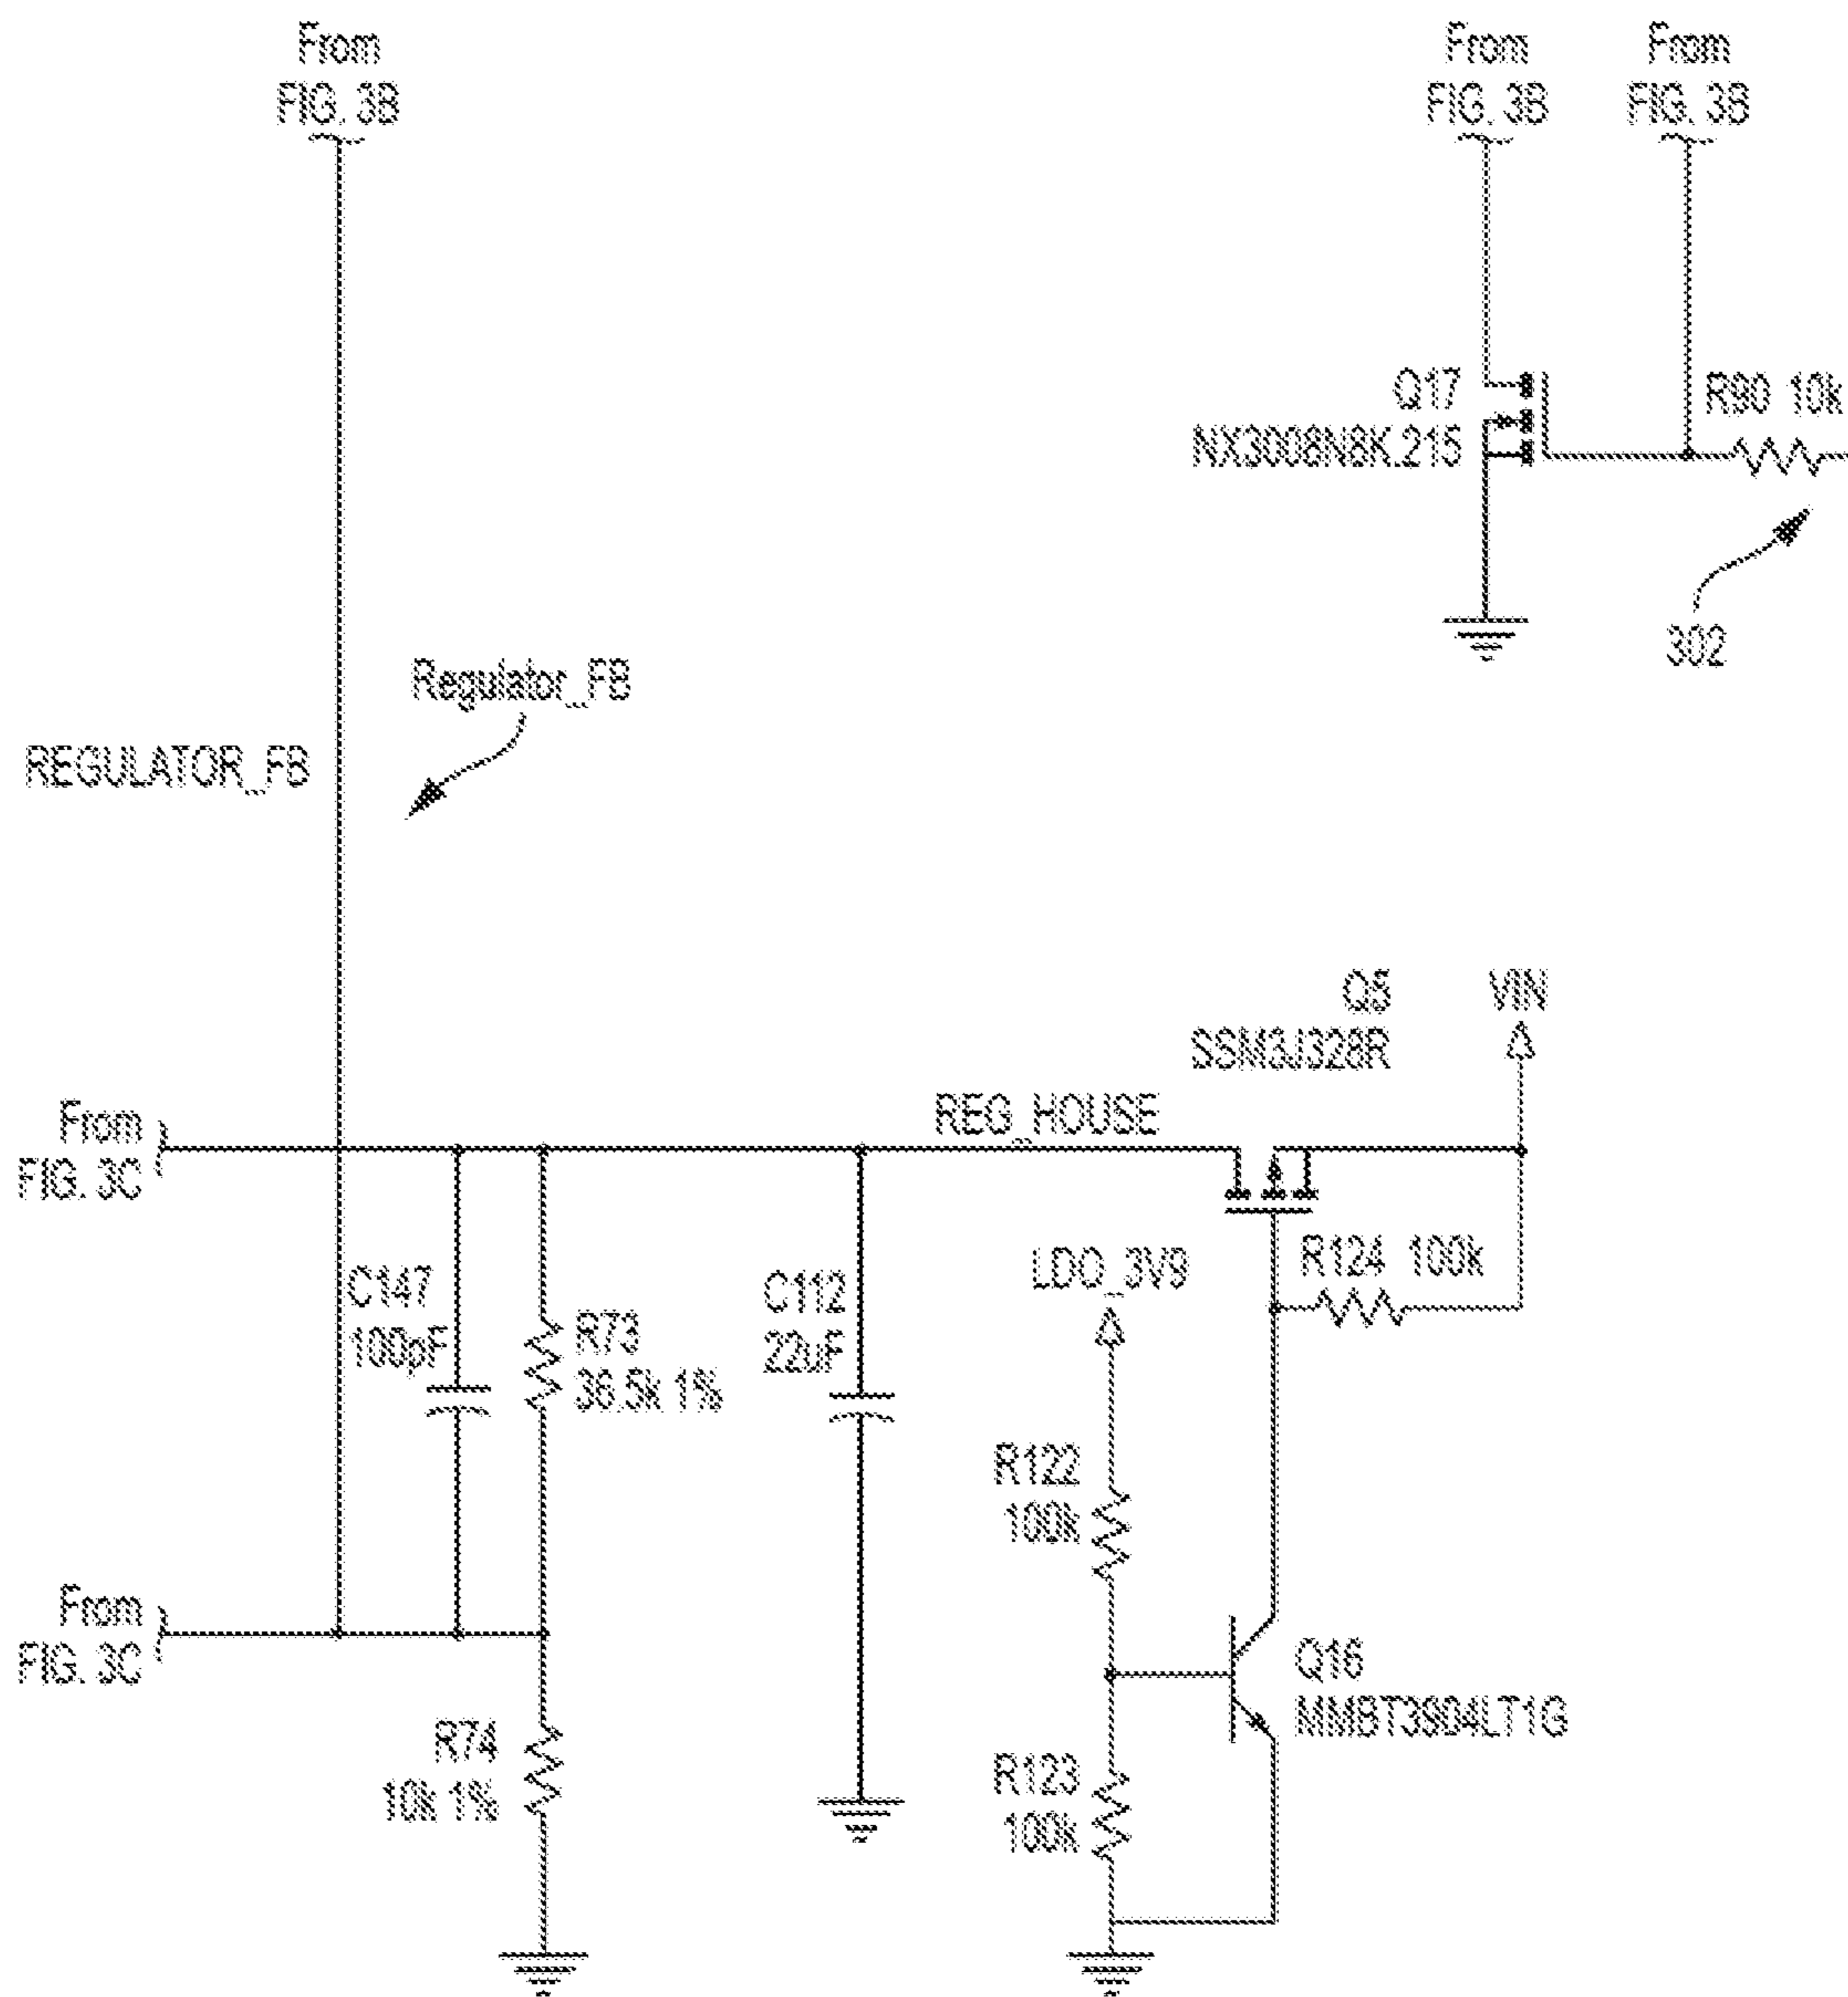 From
FIG. 3B
From
FIG. 3B
From
FIG. 3B
Q17
NX3008N8K.215
R90 10k
302
Regulator_FB
REGULATOR_FB
Q5
SSM3J328R
VIN
From
FIG. 3C
REG_HOUSE
LDO_3V9
R124 100k
C147
100pF
R73
36.5k 1%
C112
22uF
R122
100k
From
FIG. 3C
Q16
MMBT3904LT1G
R74
10k 1%
R123
100k